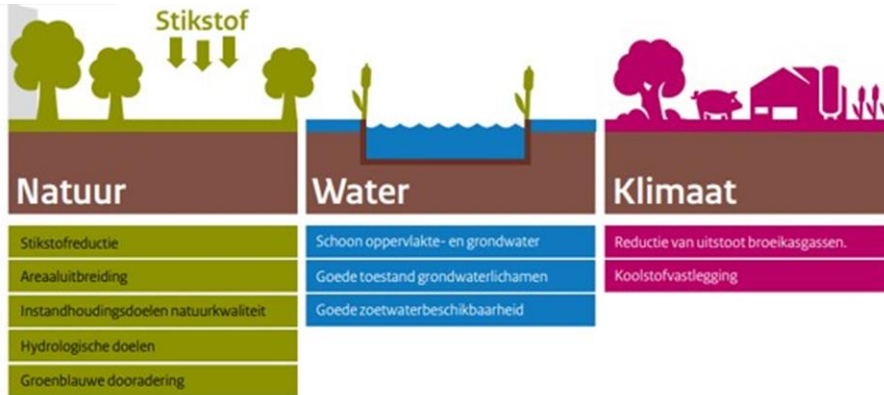 Stikstof
Natuur
Stikstofreductie
Areaaluitbreiding
Instandhoudingsdoelen natuurkwaliteit
Hydrologische doelen
Groenblauwe dooradering
Water
Schoon oppervlakte- en grondwater
Goede toestand grondwaterlichamen
Goede zoetwaterbeschikbaarheid
Klimaat
Reductie van uitstoot broeikasgassen.
Koolstofvastlegging